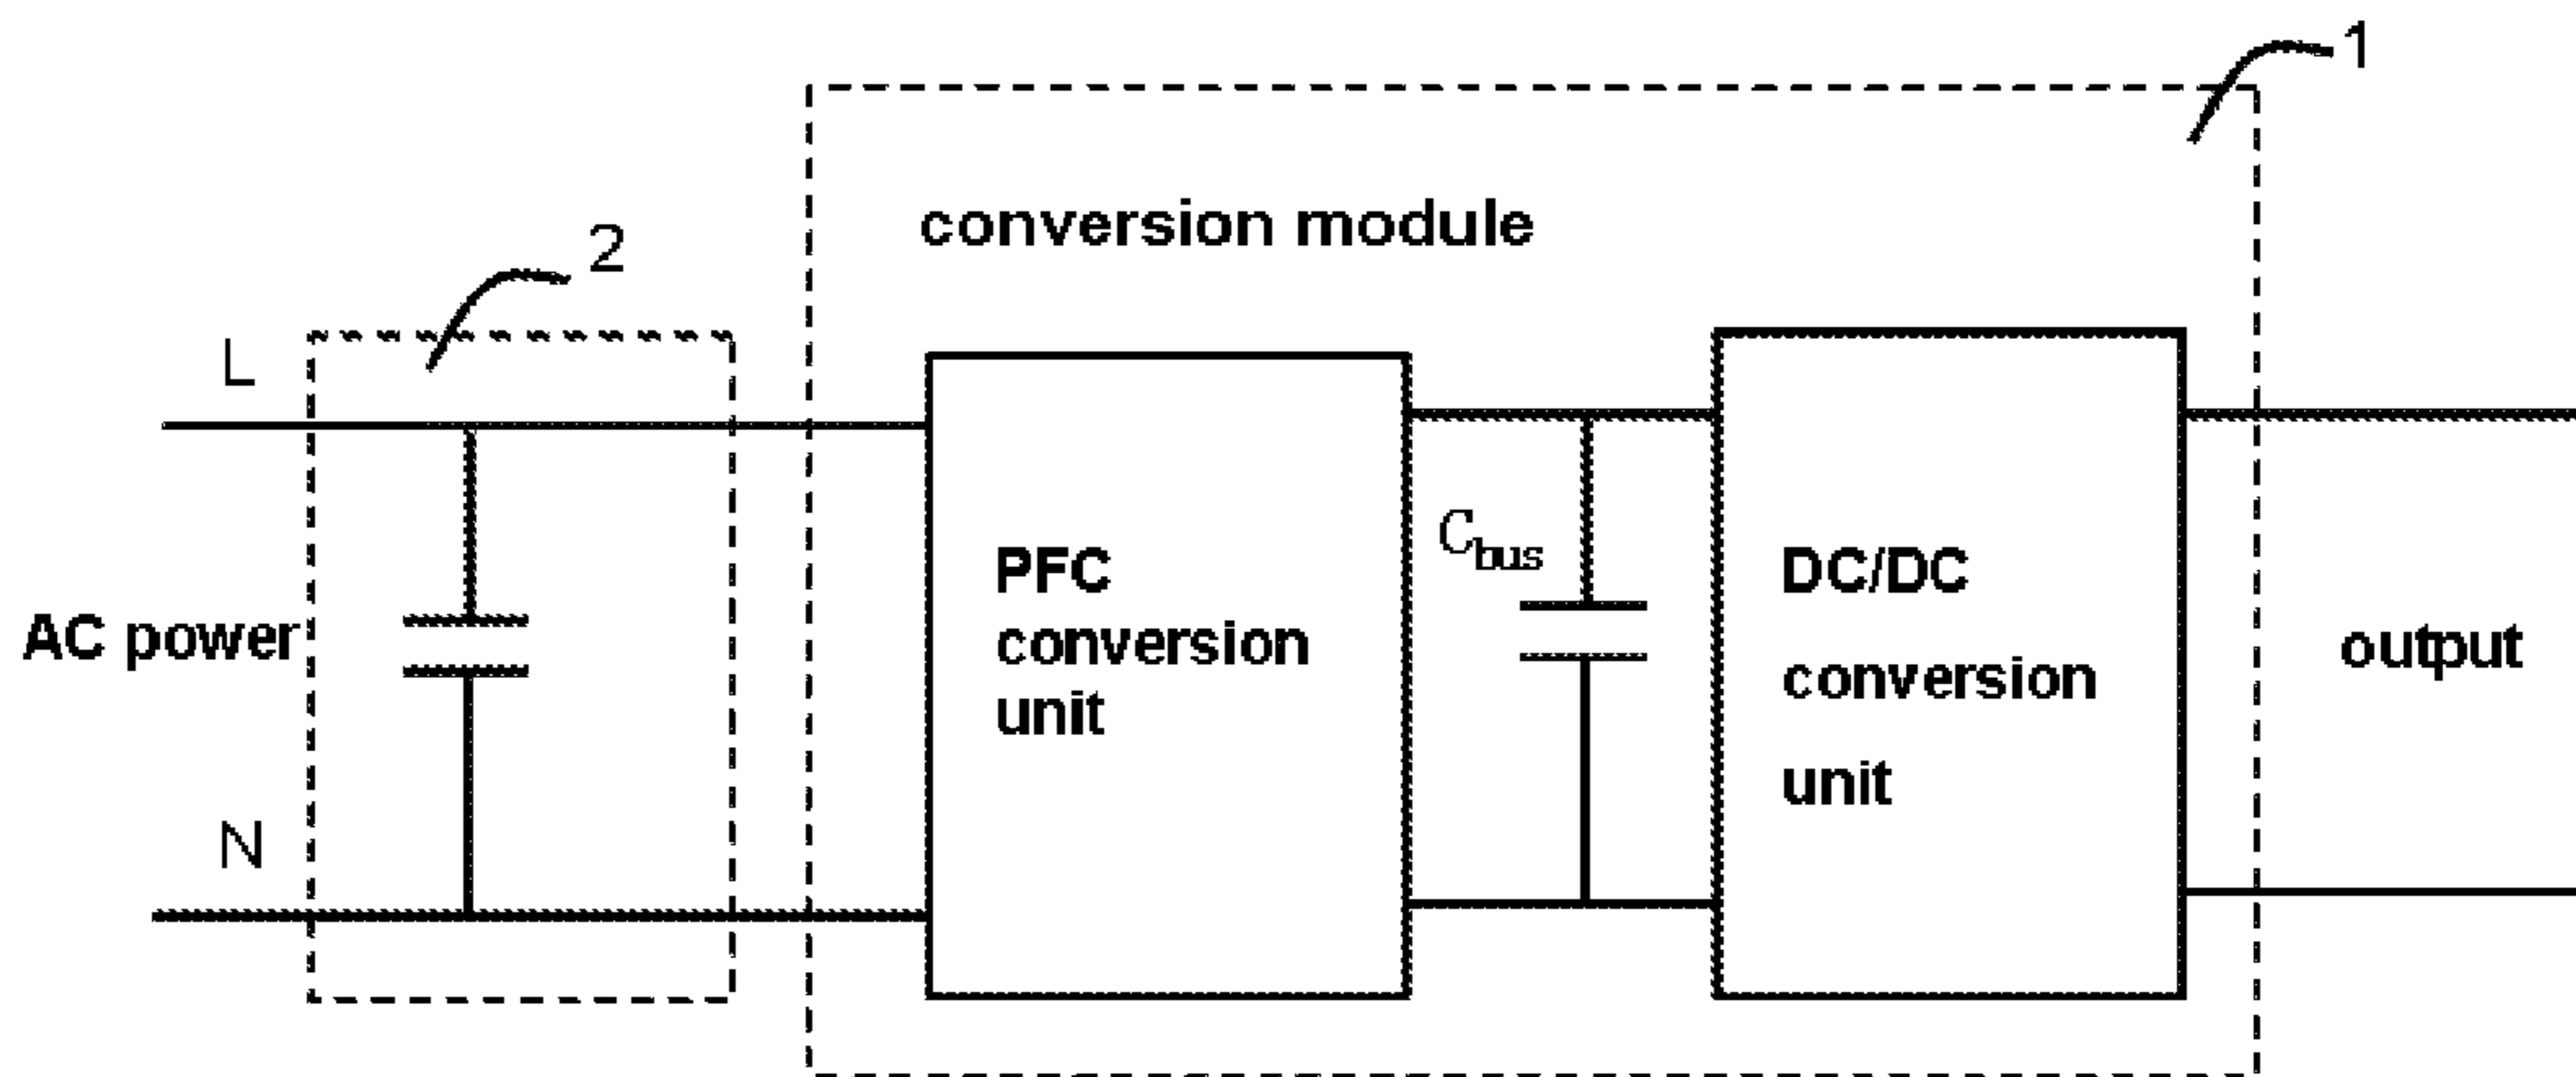 1
conversion module
2
L
AC power
N
PFC
conversion
unit
C_bus
DC/DC
conversion
unit
output